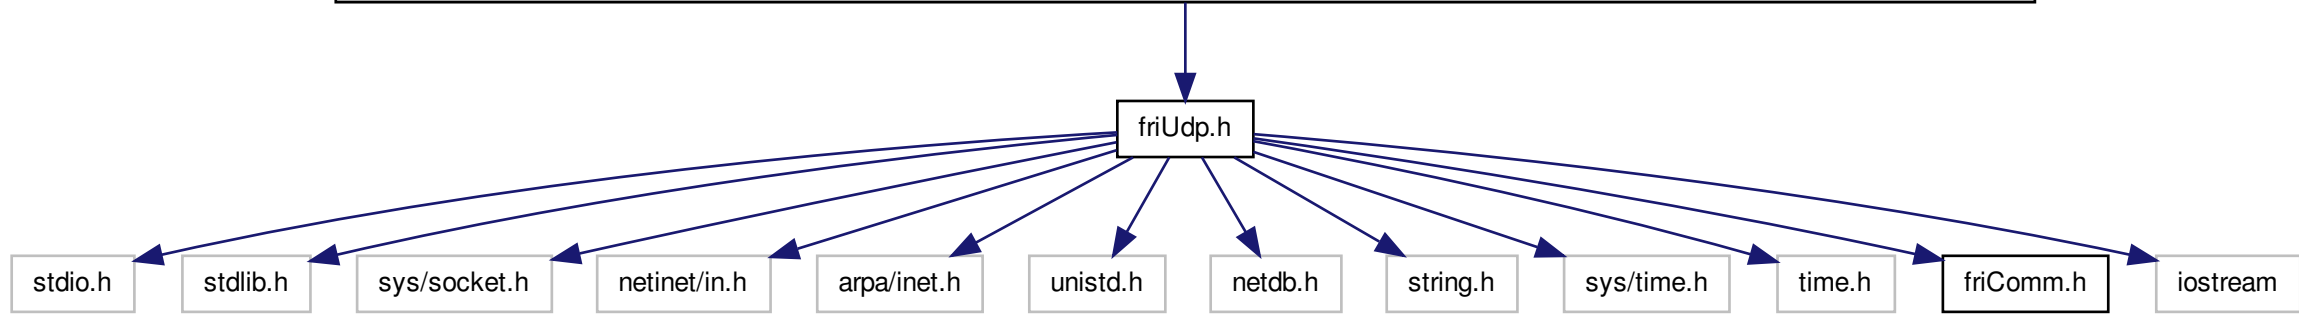 friUdp.h
stdio.h
stdlib.h
sys/socket.h
netinet/in.h
arpa/inet.h
unistd.h
netdb.h
string.h
sys/time.h
time.h
friComm.h
iostream